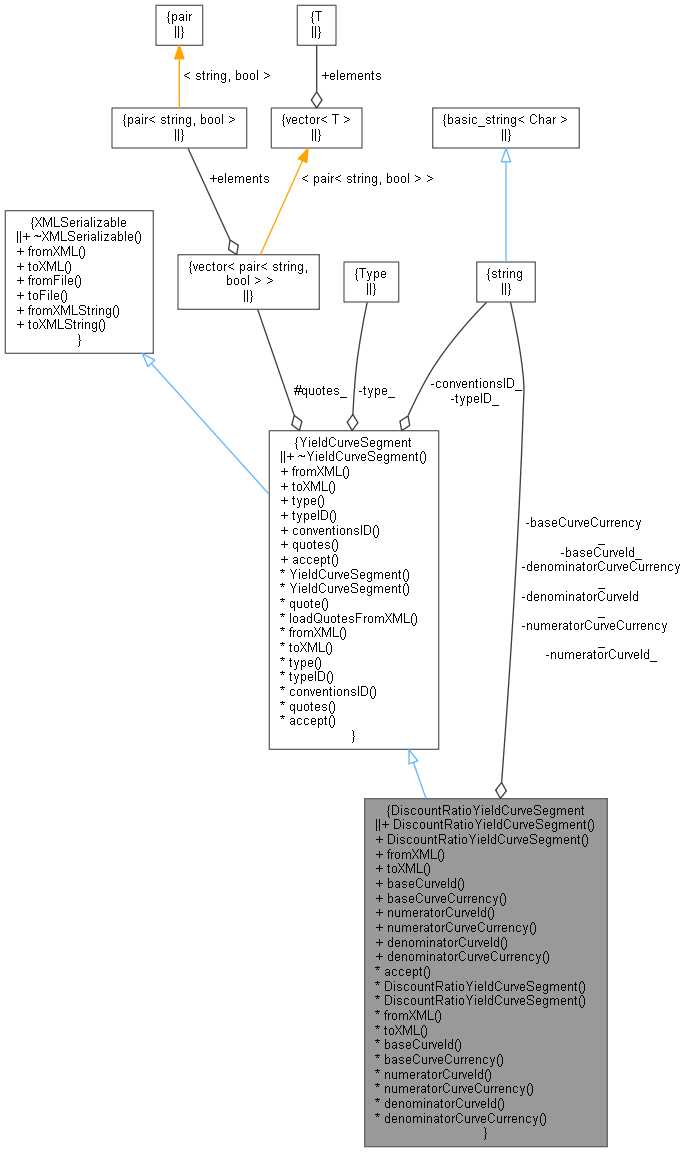 {pair
||}
{T
||}
< string, bool >
+elements
{pair< string, bool >
||}
{vector< T >
||}
{basic_string< Char >
||}
+elements
< pair< string, bool > >
{XMLSerializable
||+ ~XMLSerializable()
+ fromXML()
+ toXML()
+ fromFile()
+ toFile()
+ fromXMLString()
+ toXMLString()
}
{vector< pair< string,
bool > >
||}
{Type
||}
{string
||}
#quotes_
-type_
-conventionsID_
-typeID_
{YieldCurveSegment
||+ ~YieldCurveSegment()
+ fromXML()
+ toXML()
+ type()
+ typeID()
+ conventionsID()
+ quotes()
+ accept()
* YieldCurveSegment()
* YieldCurveSegment()
* quote()
* loadQuotesFromXML()
* fromXML()
* toXML()
* type()
* typeID()
* conventionsID()
* quotes()
* accept()
}
-baseCurveCurrency
_
-baseCurveId_
-denominatorCurveCurrency
_
-denominatorCurveId
_
-numeratorCurveCurrency
_
-numeratorCurveId_
{DiscountRatioYieldCurveSegment
||+ DiscountRatioYieldCurveSegment()
+ DiscountRatioYieldCurveSegment()
+ fromXML()
+ toXML()
+ baseCurveId()
+ baseCurveCurrency()
+ numeratorCurveId()
+ numeratorCurveCurrency()
+ denominatorCurveId()
+ denominatorCurveCurrency()
* accept()
* DiscountRatioYieldCurveSegment()
* DiscountRatioYieldCurveSegment()
* fromXML()
* toXML()
* baseCurveId()
* baseCurveCurrency()
* numeratorCurveId()
* numeratorCurveCurrency()
* denominatorCurveId()
* denominatorCurveCurrency()
}